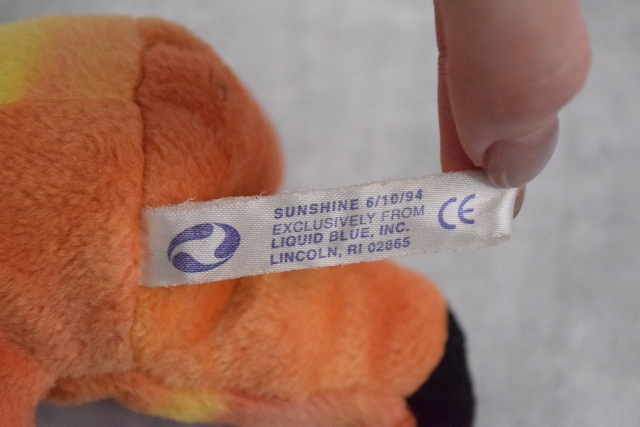 SUNSHINE 6/10/94
EXCLUSIVELY FROM
LIQUID BLUE, INC.
LINCOLN, RI 02865
CE